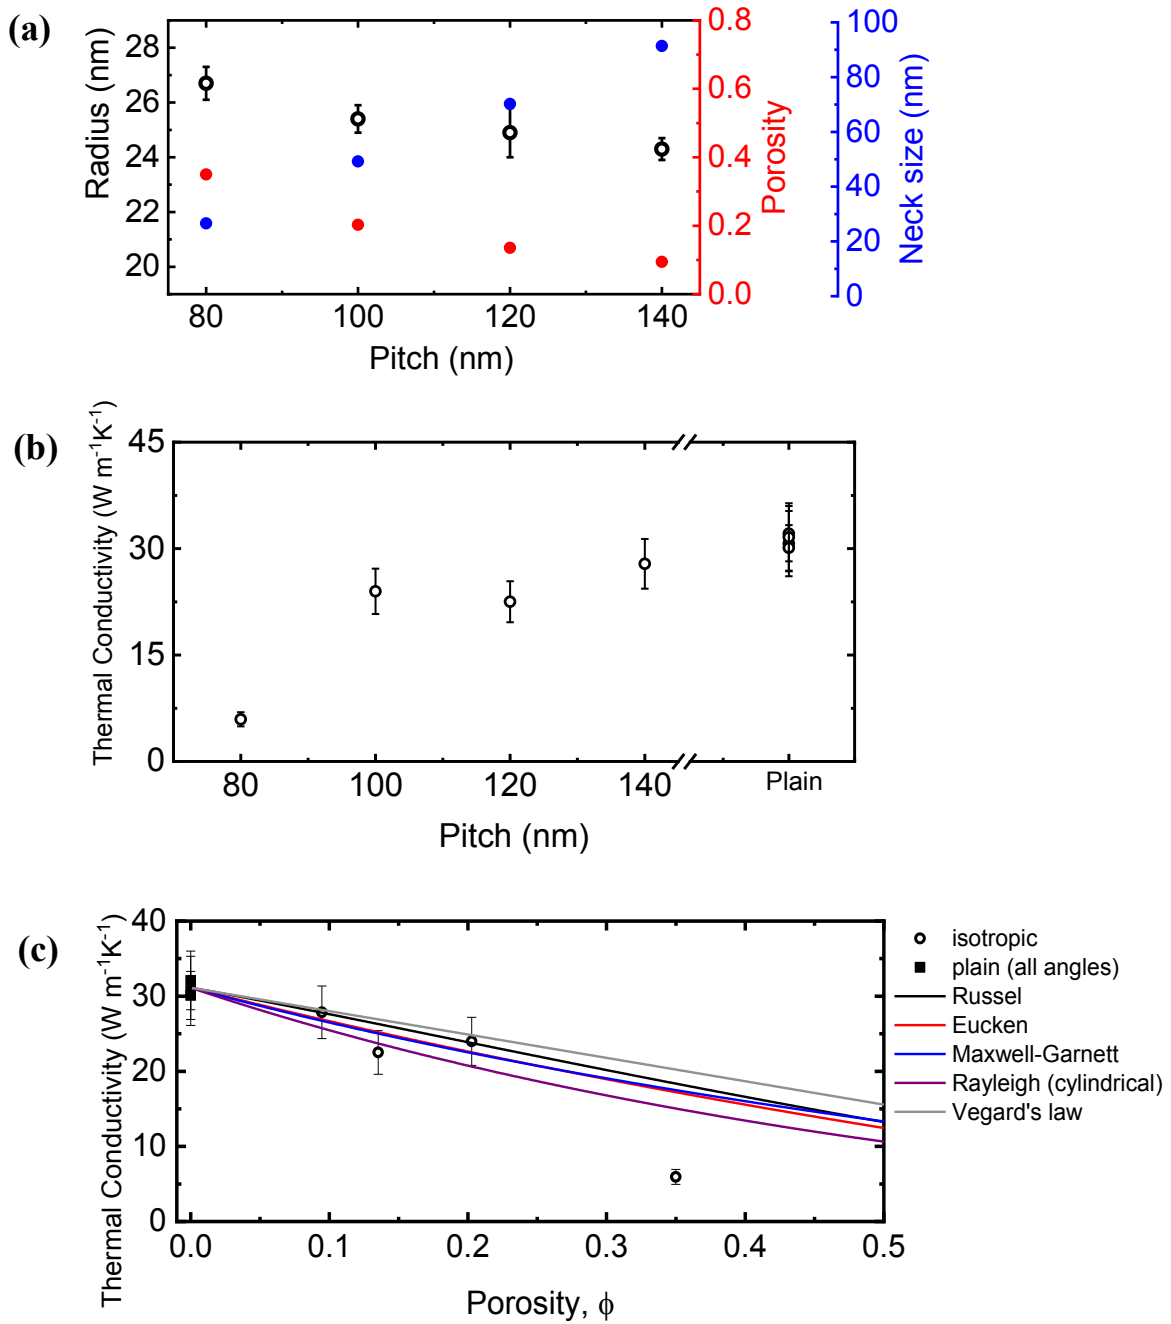 (a)
28
26
24
22
20
Radius (nm)
80
100
120
140
Pitch (nm)
0.8
0.6
0.4
0.2
0.0
Porosity
100
80
60
40
20
0
Neck size (nm)
(b)
45
30
15
0
Thermal Conductivity (W m⁻¹K⁻¹)
80
100
120
140
Plain
Pitch (nm)
(c)
40
30
20
10
0
Thermal Conductivity (W m⁻¹K⁻¹)
0.0
0.1
0.2
0.3
0.4
0.5
Porosity, ϕ
isotropic
plain (all angles)
Russel
Eucken
Maxwell-Garnett
Rayleigh (cylindrical)
Vegard's law